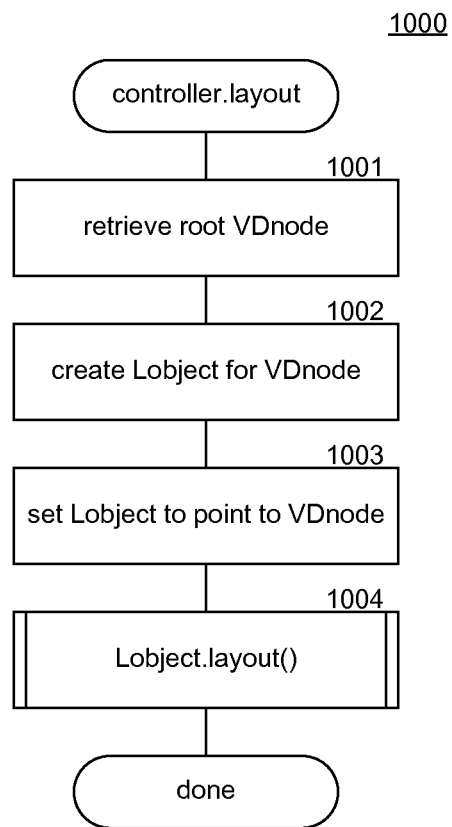 1000
controller.layout
1001
retrieve root VDnode
1002
create Lobject for VDnode
1003
set Lobject to point to VDnode
1004
Lobject.layout()
done